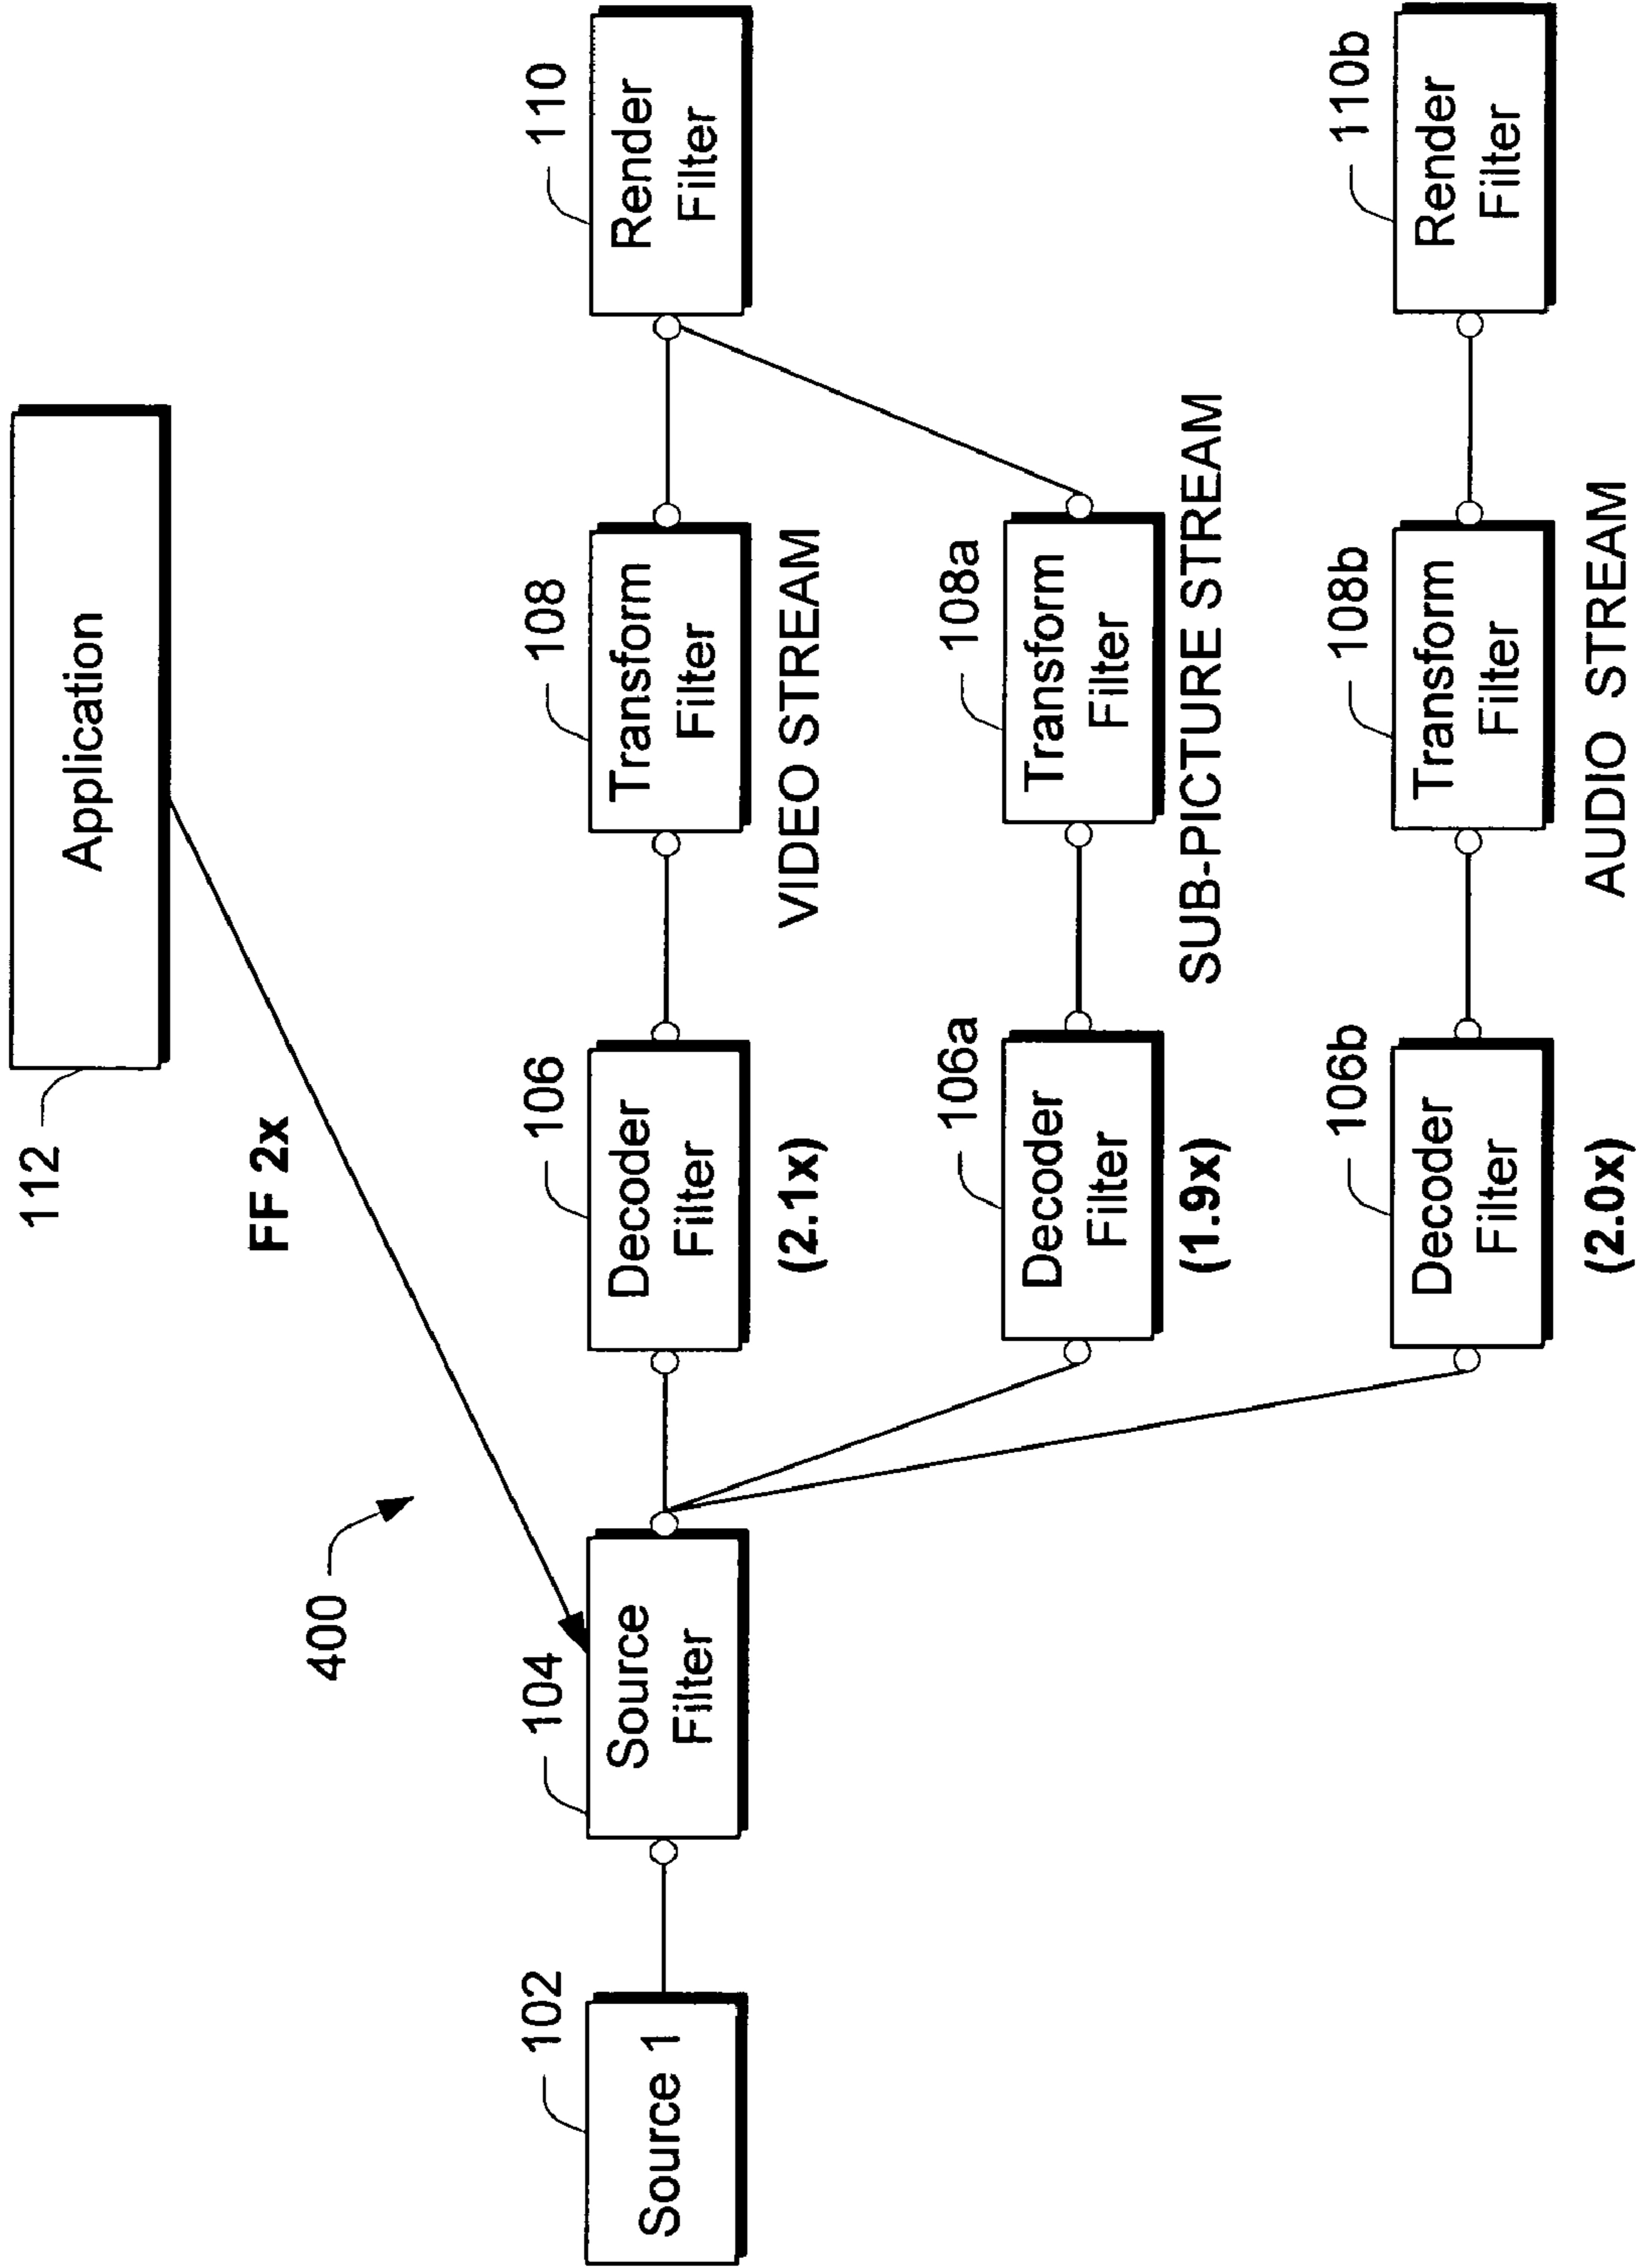 112
Application
FF 2x
400
102
Source 1
104
Source
Filter
106
Decoder
Filter
(2.1x)
108
Transform
Filter
VIDEO STREAM
110
Render
Filter
106a
Decoder
Filter
(1.9x)
108a
Transform
Filter
SUB-PICTURE STREAM
106b
Decoder
Filter
(2.0x)
108b
Transform
Filter
AUDIO STREAM
110b
Render
Filter